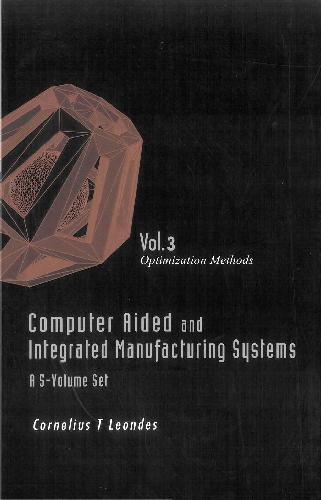 Vol.3
Optimization Methods
Computer Aided and
Integrated Manufacturing Systems
A 5-Volume Set
Cornelius T Leondes